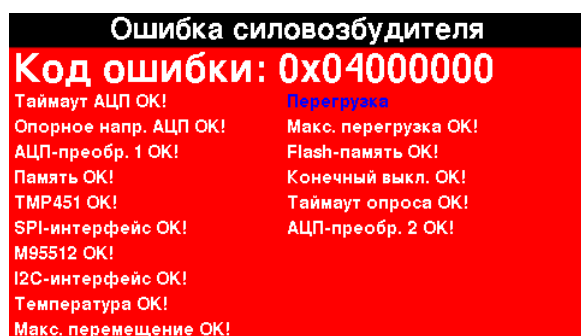 Ошибка силовозбудителя
Код ошибки: 0x04000000
Таймаут АЦП OK!
Опорное напр. АЦП OK!
АЦП-преобр. 1 OK!
Память OK!
TMP451 OK!
SPI-интерфейс OK!
M95512 OK!
I2C-интерфейс OK!
Температура OK!
Макс. перемещение OK!
Перегрузка
Макс. перегрузка OK!
Flash-память OK!
Конечный выкл. OK!
Таймаут опроса OK!
АЦП-преобр. 2 OK!